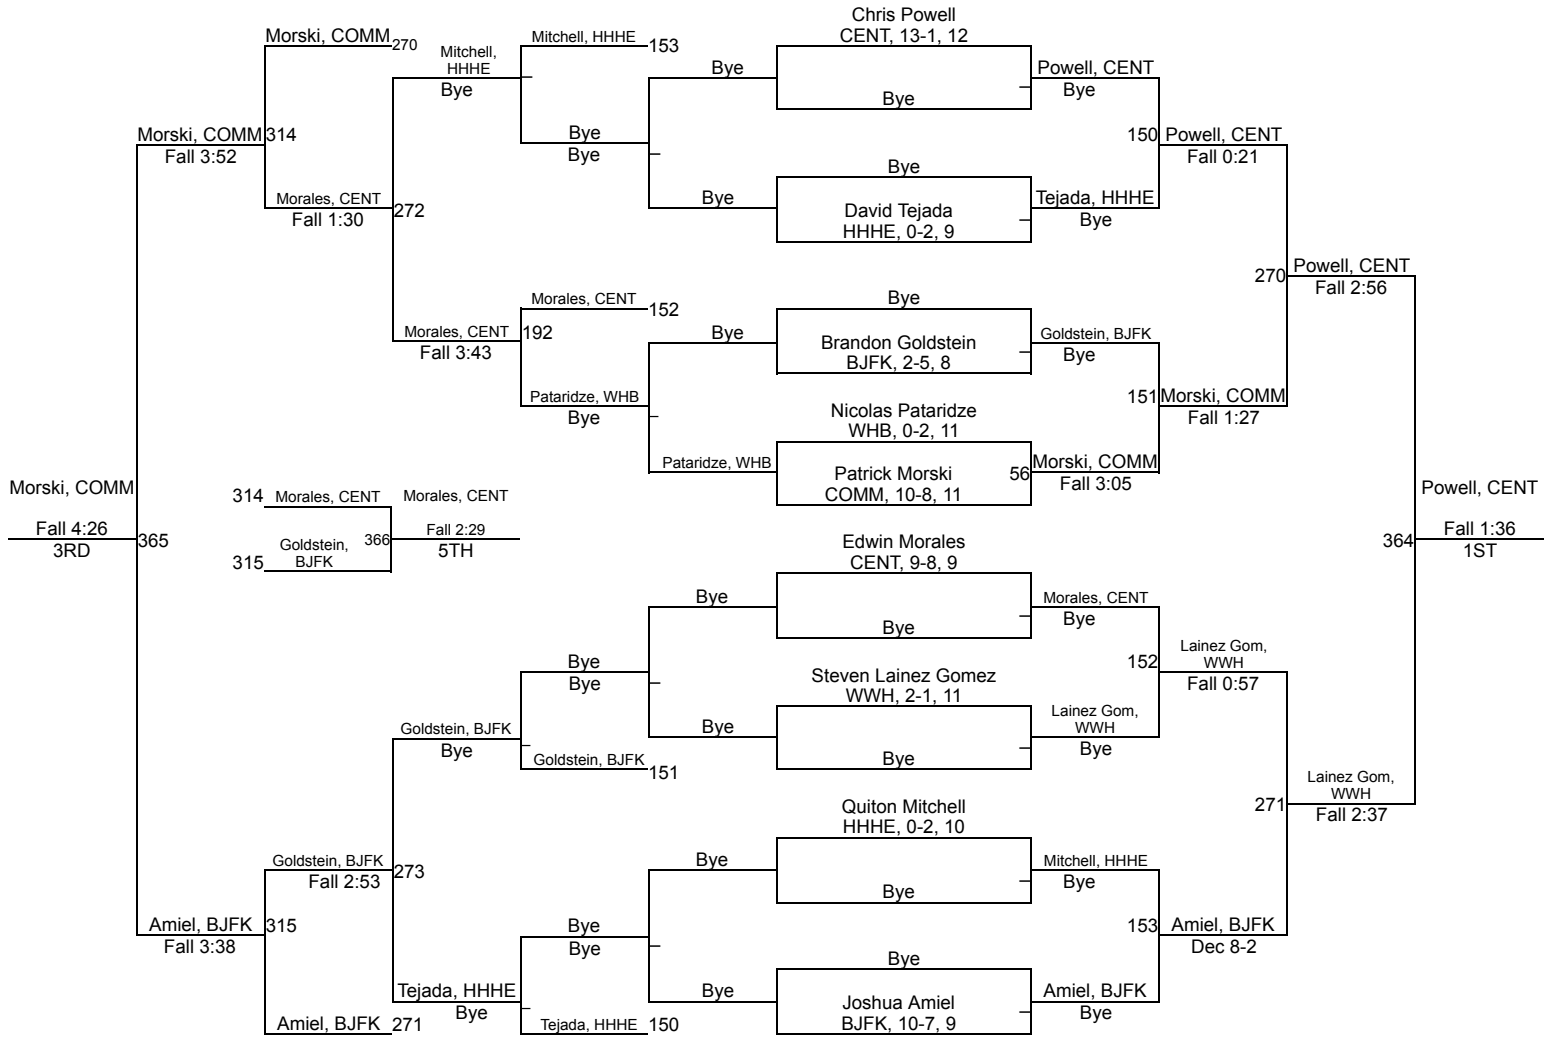 Chris Powell
Morski, COMM
270
Mitchell,
HHHE
Bye
Mitchell, HHHE
153
CENT, 13-1, 12
Bye
Bye
Powell, CENT
Bye
Morski, COMM
314
Fall 3:52
Bye
Bye
150
Powell, CENT
Fall 0:21
Morales, CENT
Fall 1:30
272
Bye
Bye
David Tejada
HHHE, 0-2, 9
Tejada, HHHE
Bye
270
Powell, CENT
Fall 2:56
Morales, CENT
152
Bye
Morales, CENT
192
Fall 3:43
Bye
Brandon Goldstein
BJFK, 2-5, 8
Goldstein, BJFK
Bye
Pataridze, WHB
Bye
Nicolas Pataridze
WHB, 0-2, 11
151
Morski, COMM
Fall 1:27
Pataridze, WHB
Patrick Morski
COMM, 10-8, 11
56
Morski, COMM
Fall 3:05
Morski, COMM
Fall 4:26
3RD
365
314
Morales, CENT
Morales, CENT
315
Goldstein,
BJFK
366
Fall 2:29
5TH
Powell, CENT
364
Fall 1:36
1ST
Edwin Morales
CENT, 9-8, 9
Bye
Bye
Morales, CENT
Bye
Bye
Bye
152
Lainez Gom,
WWH
Fall 0:57
Steven Lainez Gomez
WWH, 2-1, 11
Goldstein, BJFK
Bye
Bye
Bye
Lainez Gom,
WWH
Bye
Goldstein, BJFK
151
271
Lainez Gom,
WWH
Fall 2:37
Quiton Mitchell
HHHE, 0-2, 10
Goldstein, BJFK
Fall 2:53
273
Bye
Bye
Mitchell, HHHE
Bye
Amiel, BJFK
315
Fall 3:38
Bye
Bye
153
Amiel, BJFK
Dec 8-2
Bye
Tejada, HHHE
Bye
Bye
Joshua Amiel
BJFK, 10-7, 9
Amiel, BJFK
Bye
Amiel, BJFK
271
Tejada, HHHE
150